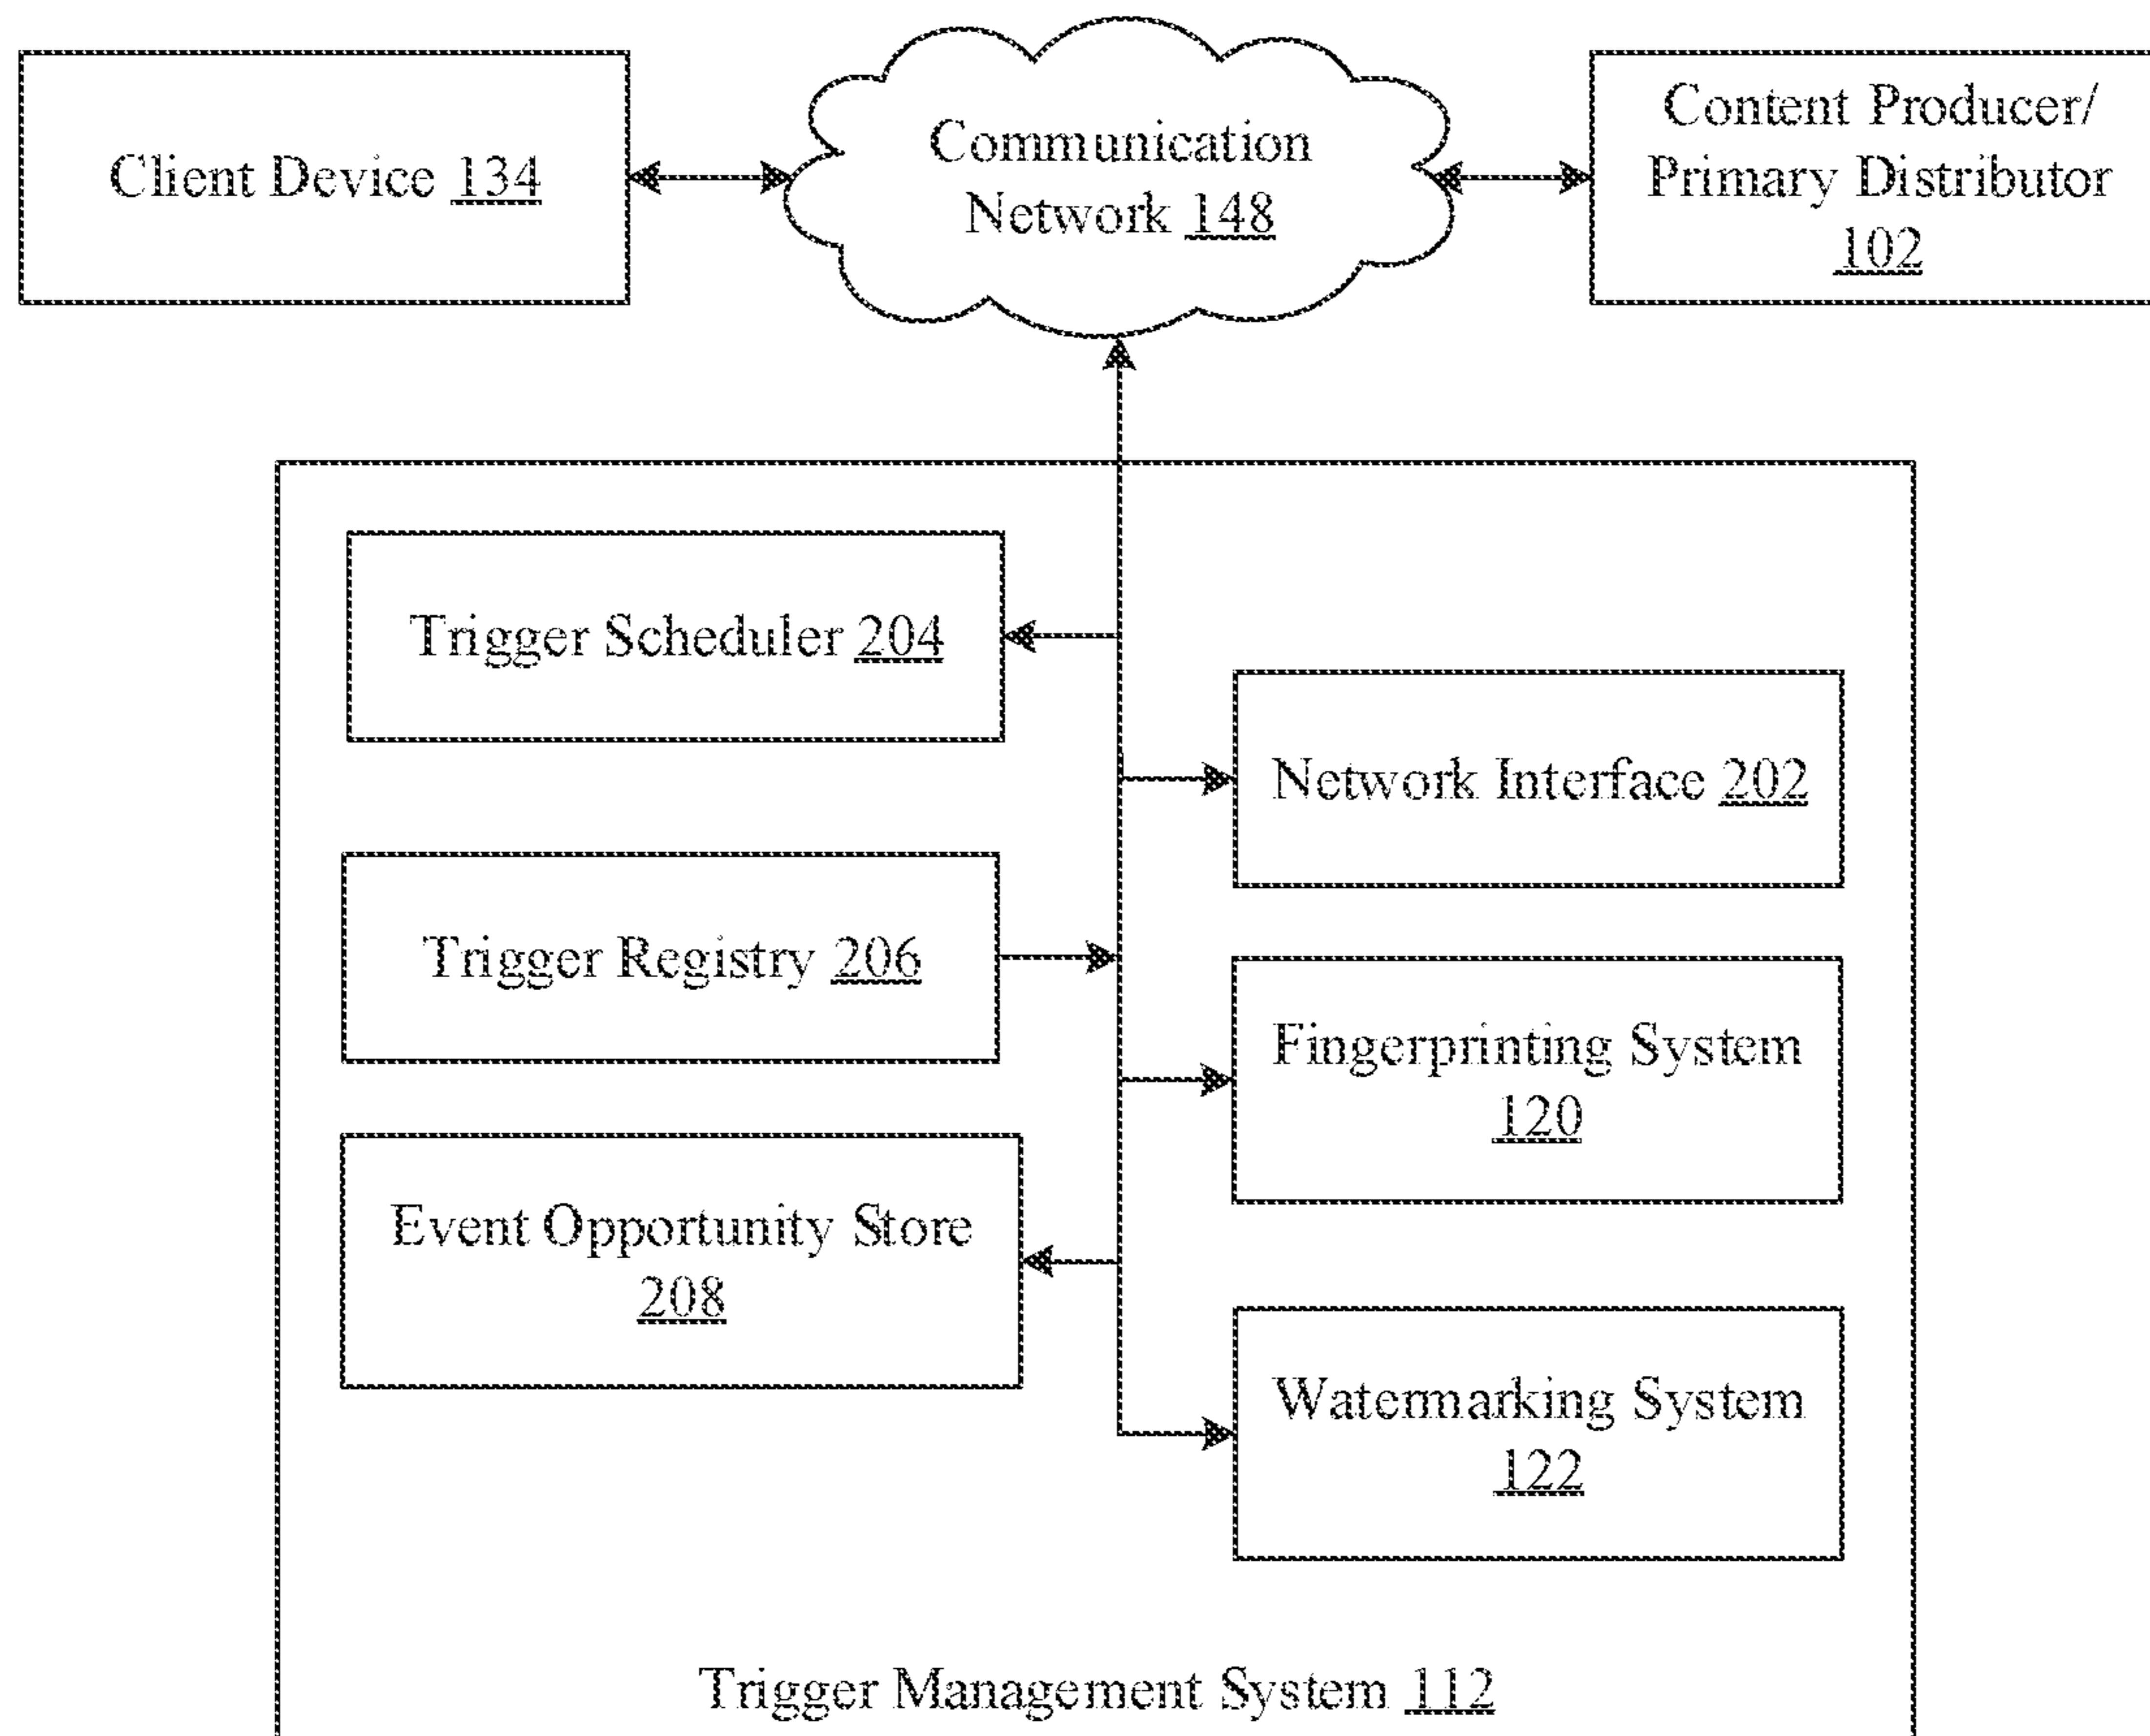 Client Device 134
Communication
Network 148
Content Producer/
Primary Distributor
102
Trigger Scheduler 204
Network Interface 202
Trigger Registry 206
Fingerprinting System
120
Event Opportunity Store
208
Watermarking System
122
Trigger Management System 112